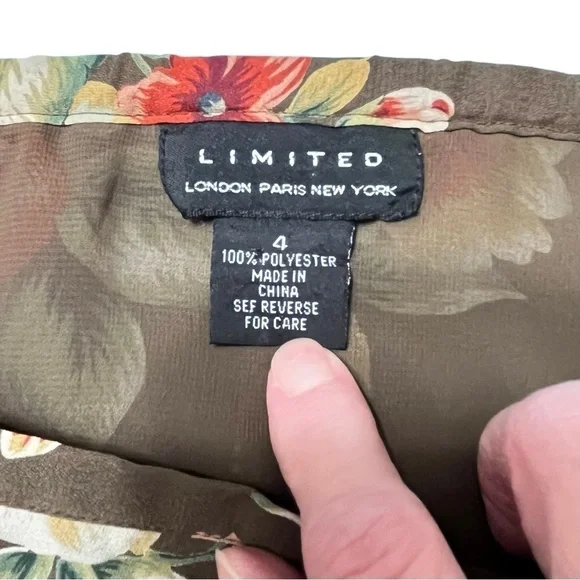 LIMITED
LONDON PARIS NEW YORK
4
100% POLYESTER
MADE IN
CHINA
SEF REVERSE
FOR CARE